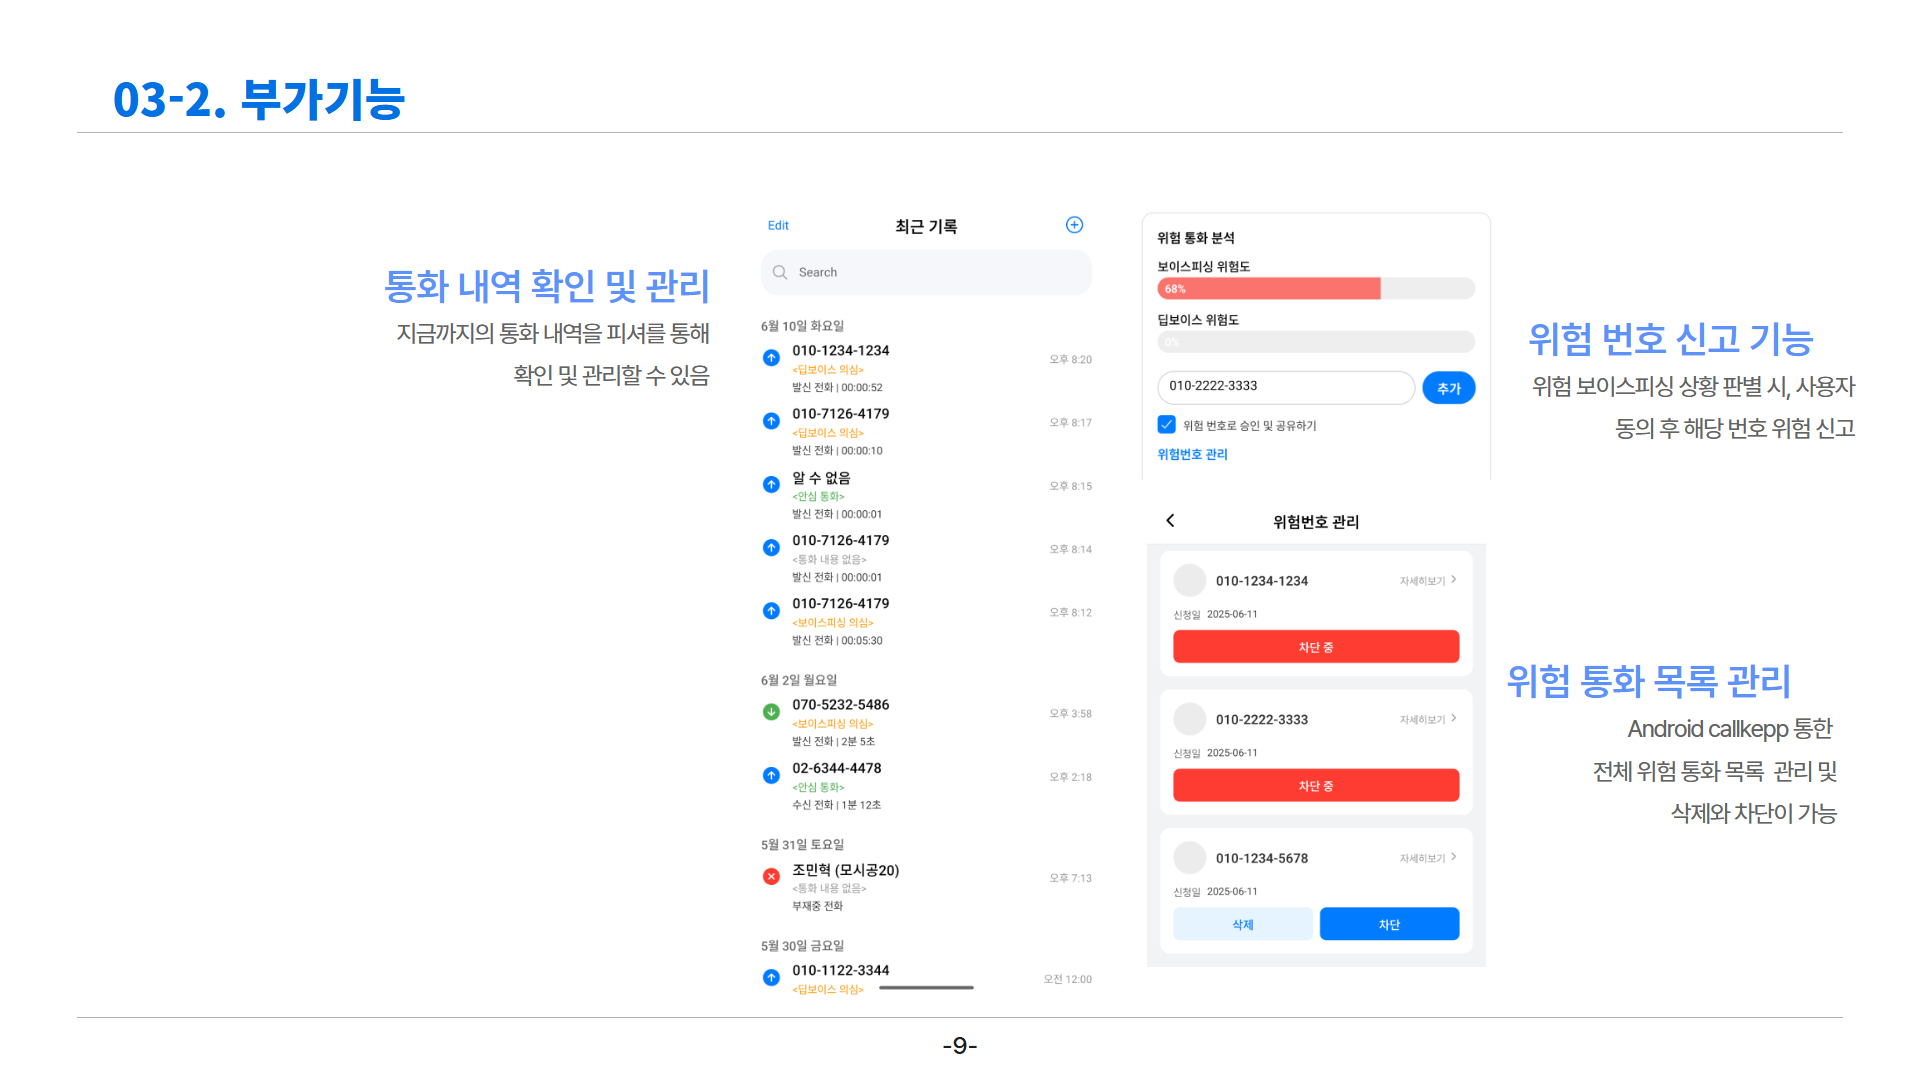 03-2. 부가기능
통화 내역 확인 및 관리
지금까지의 통화 내역을 피셔를 통해
확인 및 관리할 수 있음
Edit
최근 기록
Search
6월 10일 화요일
010-1234-1234
<딥보이스 의심>
발신 전화 | 00:00:52
오후 8:20
010-7126-4179
<딥보이스 의심>
발신 전화 | 00:00:10
오후 8:17
알 수 없음
<안심 통화>
발신 전화 | 00:00:01
오후 8:15
010-7126-4179
<통화 내용 없음>
발신 전화 | 00:00:01
오후 8:14
010-7126-4179
<보이스피싱 의심>
발신 전화 | 00:05:30
오후 8:12
6월 2일 월요일
070-5232-5486
<보이스피싱 의심>
발신 전화 | 2분 5초
오후 3:58
02-6344-4478
<안심 통화>
수신 전화 | 1분 12초
오후 2:18
5월 31일 토요일
조민혁 (모시공20)
<통화 내용 없음>
부재중 전화
오후 7:13
5월 30일 금요일
010-1122-3344
<딥보이스 의심>
오전 12:00
위험 통화 분석
보이스피싱 위험도
68%
딥보이스 위험도
0%
010-2222-3333
추가
위험 번호로 승인 및 공유하기
위험번호 관리
위험 번호 신고 기능
위험 보이스피싱 상황 판별 시, 사용자
동의 후 해당 번호 위험 신고
위험번호 관리
010-1234-1234
자세히보기
신청일 2025-06-11
차단 중
010-2222-3333
자세히보기
신청일 2025-06-11
차단 중
010-1234-5678
자세히보기
신청일 2025-06-11
삭제
차단
위험 통화 목록 관리
Android callkepp 통한
전체 위험 통화 목록 관리 및
삭제와 차단이 가능
-9-